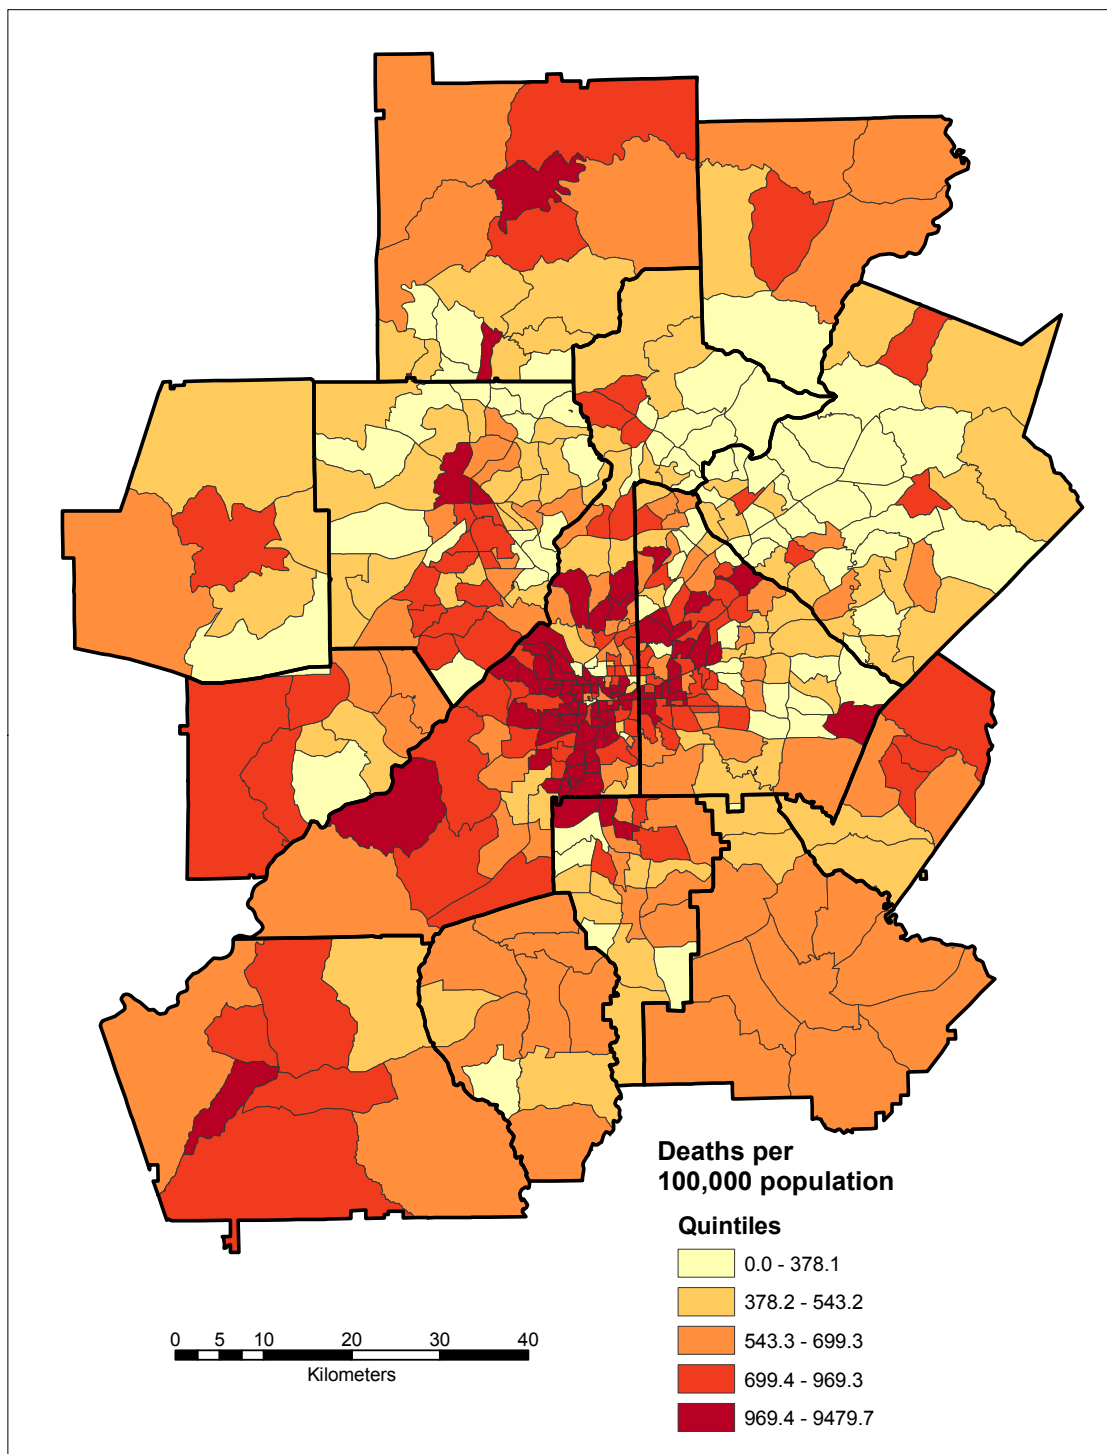 Deaths per
100,000 population
Quintiles
0.0 - 378.1
378.2 - 543.2
543.3 - 699.3
699.4 - 969.3
969.4 - 9479.7
0 5 10 20 30 40
Kilometers